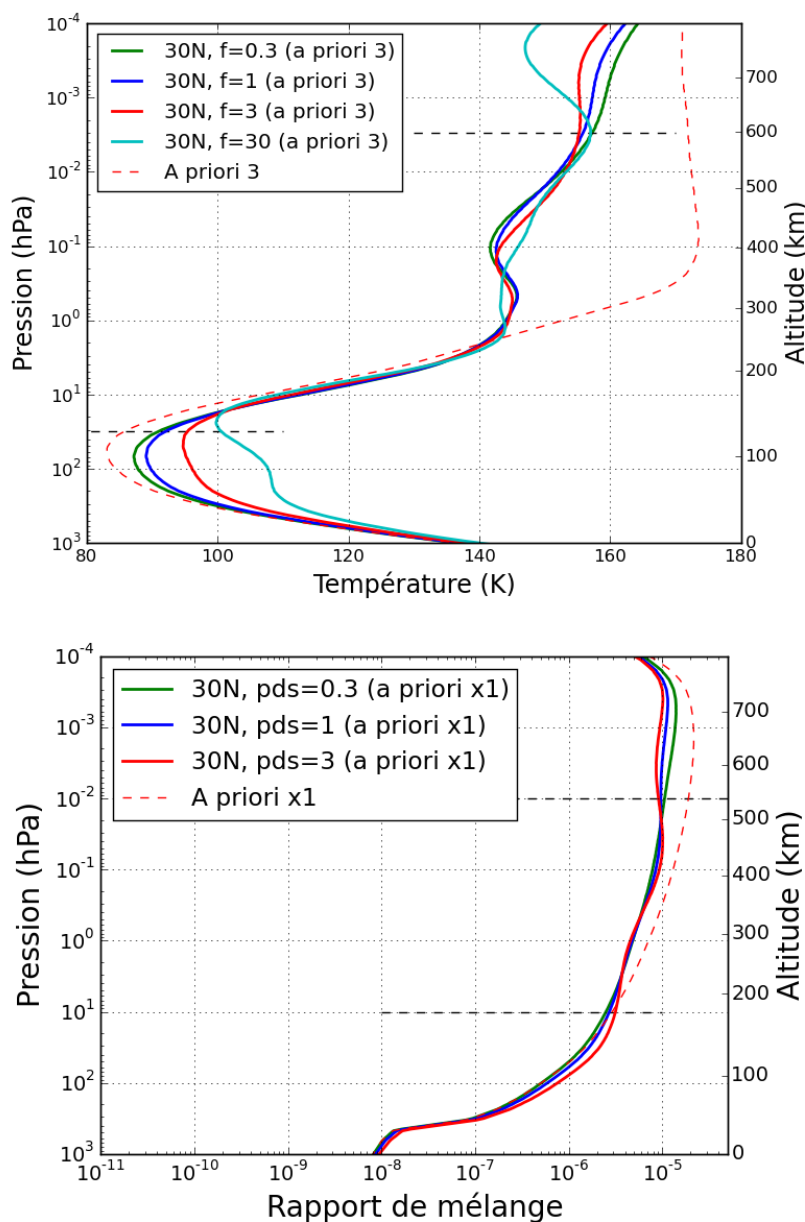 30N, f=0.3 (a priori 3)
30N, f=1 (a priori 3)
30N, f=3 (a priori 3)
30N, f=30 (a priori 3)
A priori 3
Pression (hPa)
10⁻⁴
10⁻³
10⁻²
10⁻¹
10⁰
10¹
10²
10³
Altitude (km)
700
600
500
400
300
200
100
0
80 100 120 140 160 180
Température (K)
30N, pds=0.3 (a priori x1)
30N, pds=1 (a priori x1)
30N, pds=3 (a priori x1)
A priori x1
Pression (hPa)
10⁻⁴
10⁻³
10⁻²
10⁻¹
10⁰
10¹
10²
10³
Altitude (km)
700
600
500
400
300
200
100
0
10⁻¹¹ 10⁻¹⁰ 10⁻⁹ 10⁻⁸ 10⁻⁷ 10⁻⁶ 10⁻⁵
Rapport de mélange